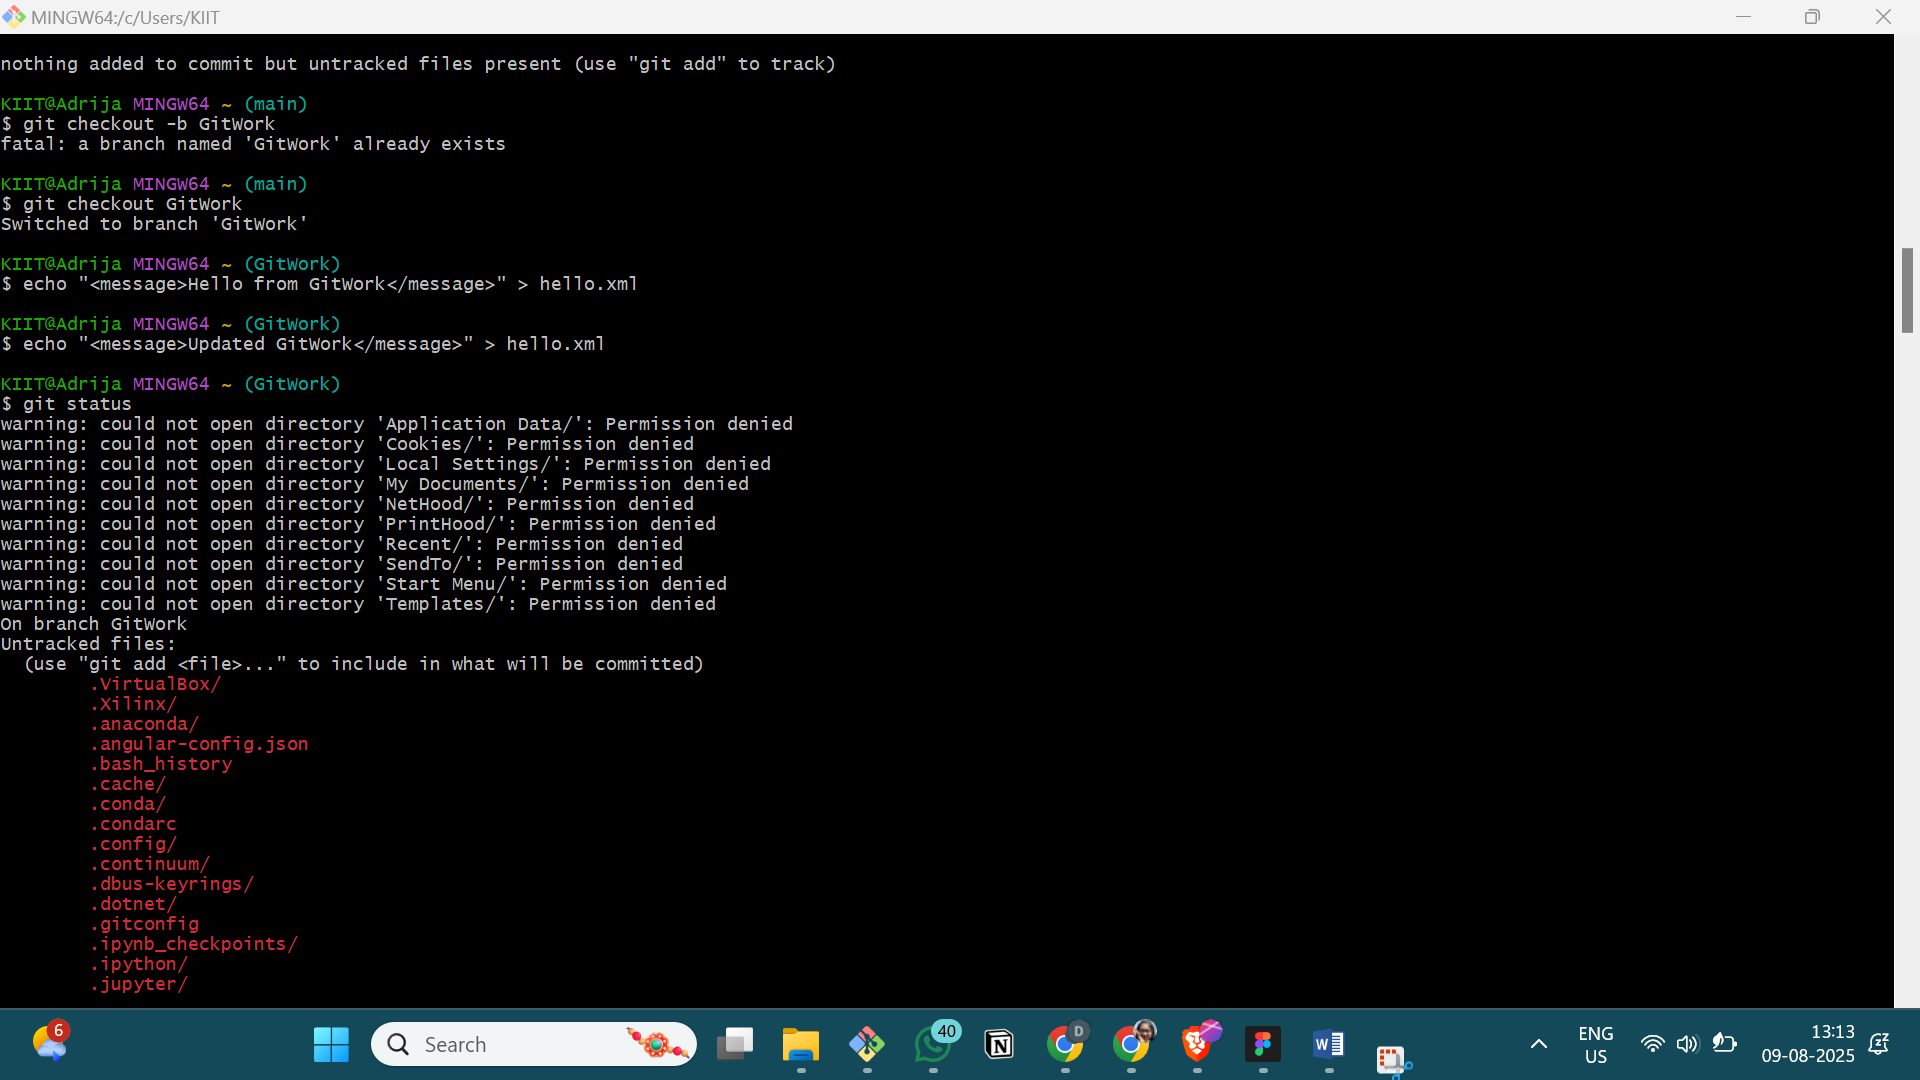 MINGW64:/c/Users/KIIT
nothing added to commit but untracked files present (use "git add" to track)
KIIT@Adrija MINGW64 ~ (main)
$ git checkout -b GitWork
fatal: a branch named 'GitWork' already exists
KIIT@Adrija MINGW64 ~ (main)
$ git checkout GitWork
Switched to branch 'GitWork'
KIIT@Adrija MINGW64 ~ (GitWork)
$ echo "<message>Hello from GitWork</message>" > hello.xml
KIIT@Adrija MINGW64 ~ (GitWork)
$ echo "<message>Updated GitWork</message>" > hello.xml
KIIT@Adrija MINGW64 ~ (GitWork)
$ git status
warning: could not open directory 'Application Data/': Permission denied
warning: could not open directory 'Cookies/': Permission denied
warning: could not open directory 'Local Settings/': Permission denied
warning: could not open directory 'My Documents/': Permission denied
warning: could not open directory 'NetHood/': Permission denied
warning: could not open directory 'PrintHood/': Permission denied
warning: could not open directory 'Recent/': Permission denied
warning: could not open directory 'SendTo/': Permission denied
warning: could not open directory 'Start Menu/': Permission denied
warning: could not open directory 'Templates/': Permission denied
On branch GitWork
Untracked files:
  (use "git add <file>..." to include in what will be committed)
        .VirtualBox/
        .Xilinx/
        .anaconda/
        .angular-config.json
        .bash_history
        .cache/
        .conda/
        .condarc
        .config/
        .continuum/
        .dbus-keyrings/
        .dotnet/
        .gitconfig
        .ipynb_checkpoints/
        .ipython/
        .jupyter/
6
Search
40
D
ENG
US
13:13
09-08-2025